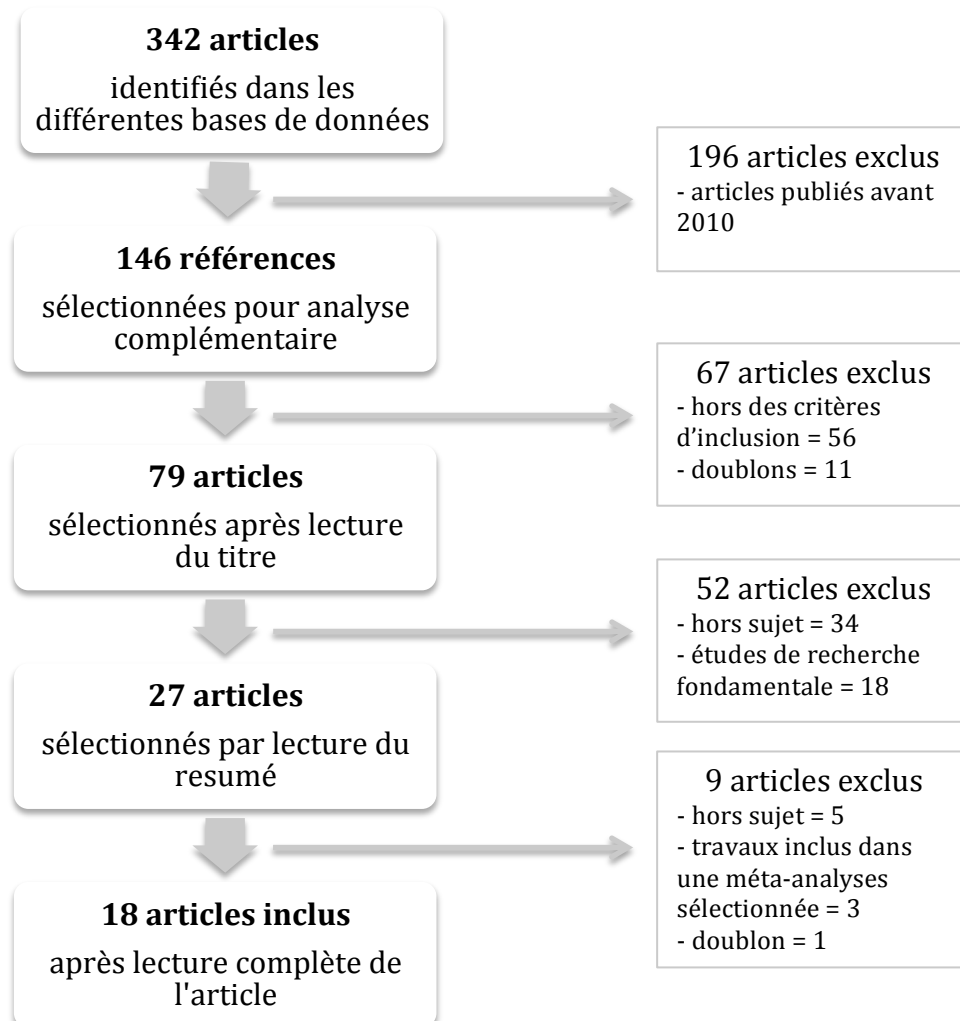 342 articles
identifiés dans les
différentes bases de données
196 articles exclus
- articles publiés avant
2010
146 références
sélectionnées pour analyse
complémentaire
67 articles exclus
- hors des critères
d'inclusion = 56
- doublons = 11
79 articles
sélectionnés après lecture
du titre
52 articles exclus
- hors sujet = 34
- études de recherche
fondamentale = 18
27 articles
sélectionnés par lecture du
resumé
9 articles exclus
- hors sujet = 5
- travaux inclus dans
une méta-analyses
sélectionnée = 3
- doublon = 1
18 articles inclus
après lecture complète de
l'article